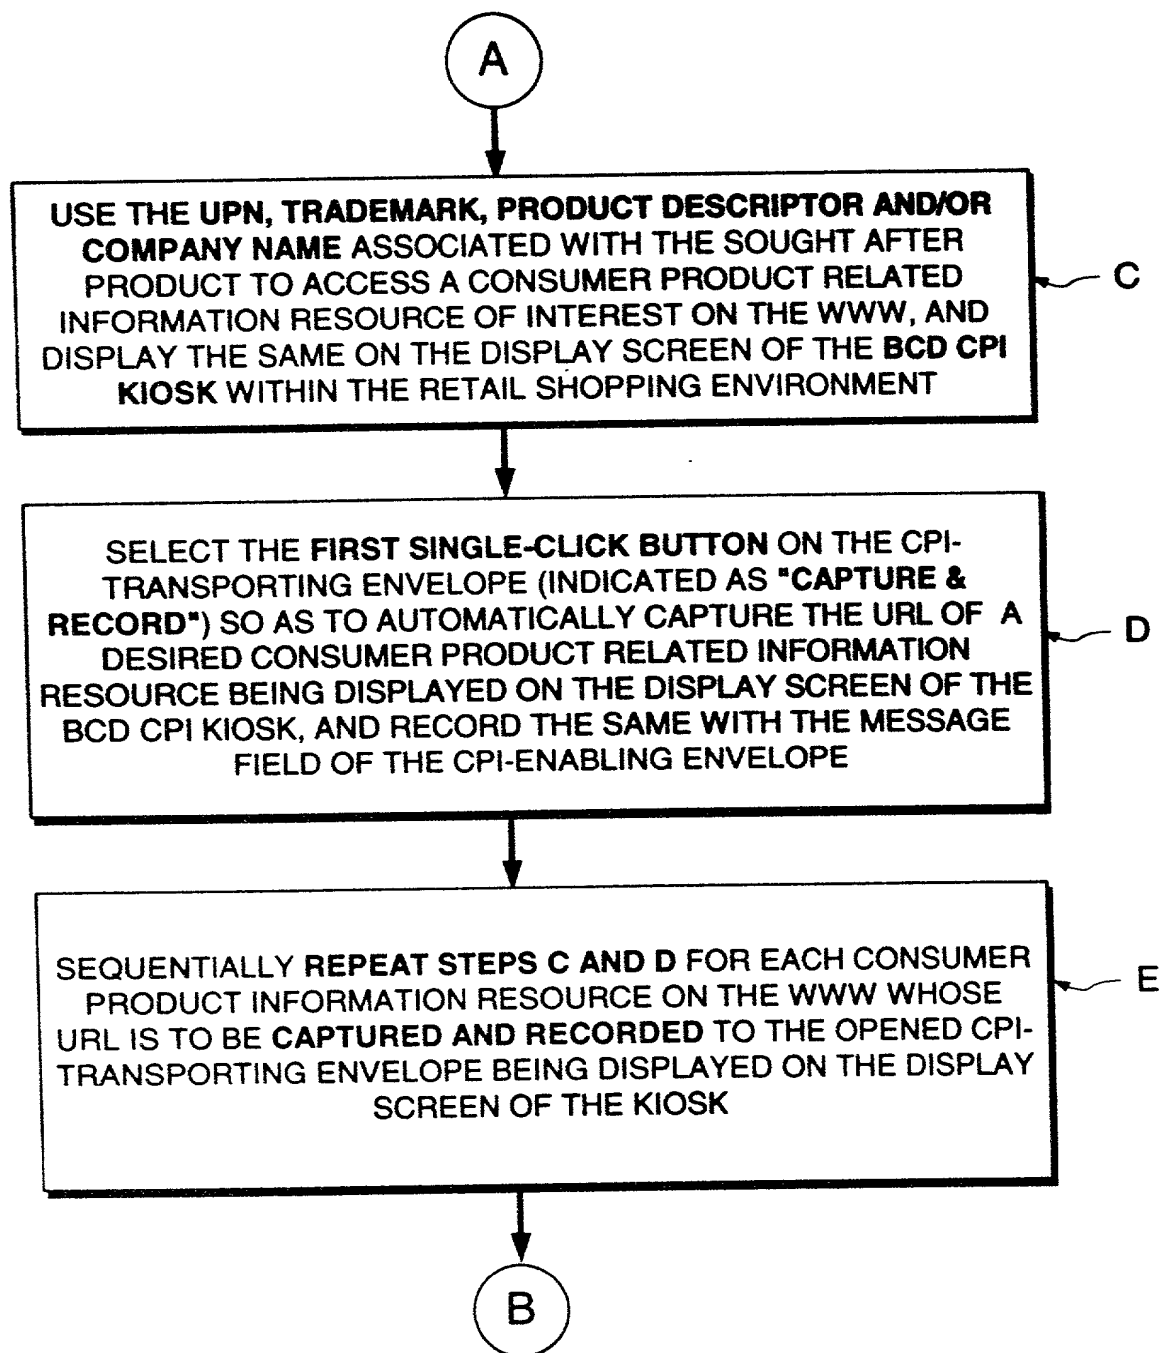 A
USE THE UPN, TRADEMARK, PRODUCT DESCRIPTOR AND/OR
COMPANY NAME ASSOCIATED WITH THE SOUGHT AFTER
PRODUCT TO ACCESS A CONSUMER PRODUCT RELATED
INFORMATION RESOURCE OF INTEREST ON THE WWW, AND
DISPLAY THE SAME ON THE DISPLAY SCREEN OF THE BCD CPI
KIOSK WITHIN THE RETAIL SHOPPING ENVIRONMENT
C
SELECT THE FIRST SINGLE-CLICK BUTTON ON THE CPI-
TRANSPORTING ENVELOPE (INDICATED AS "CAPTURE &
RECORD") SO AS TO AUTOMATICALLY CAPTURE THE URL OF A
DESIRED CONSUMER PRODUCT RELATED INFORMATION
RESOURCE BEING DISPLAYED ON THE DISPLAY SCREEN OF THE
BCD CPI KIOSK, AND RECORD THE SAME WITH THE MESSAGE
FIELD OF THE CPI-ENABLING ENVELOPE
D
SEQUENTIALLY REPEAT STEPS C AND D FOR EACH CONSUMER
PRODUCT INFORMATION RESOURCE ON THE WWW WHOSE
URL IS TO BE CAPTURED AND RECORDED TO THE OPENED CPI-
TRANSPORTING ENVELOPE BEING DISPLAYED ON THE DISPLAY
SCREEN OF THE KIOSK
E
B